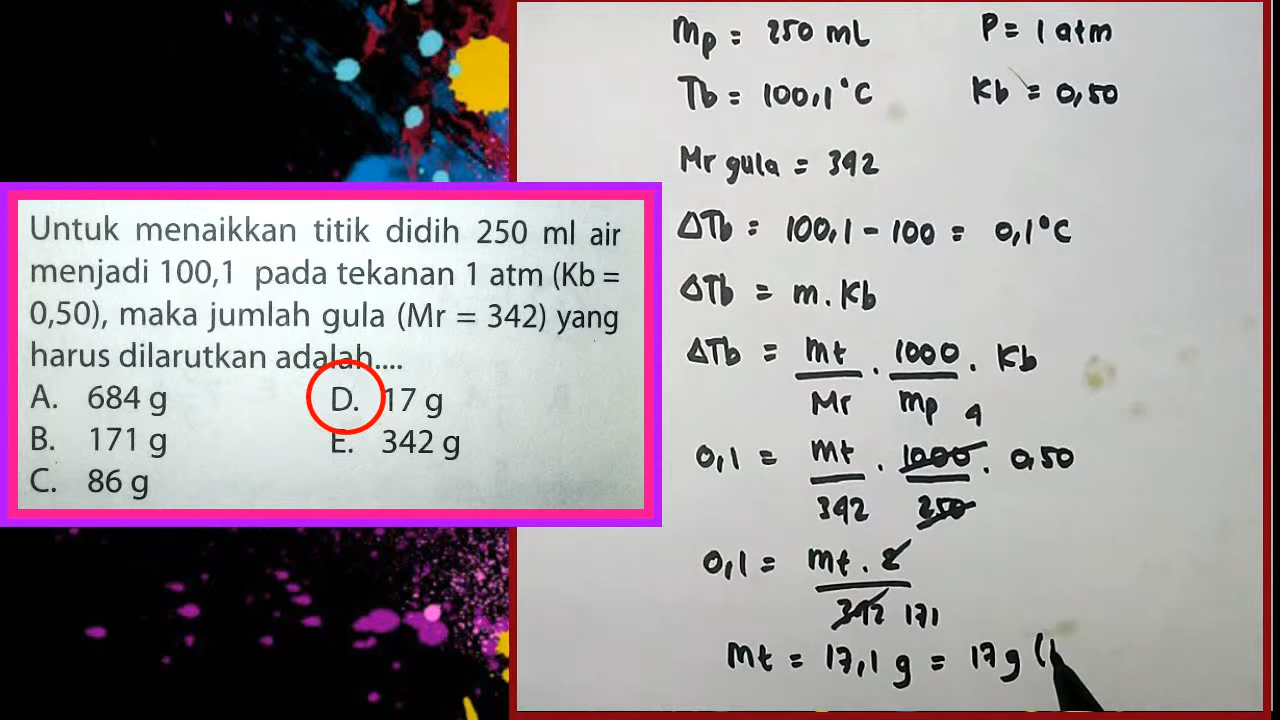 Untuk menaikkan titik didih 250 ml air
menjadi 100,1 pada tekanan 1 atm (Kb =
0,50), maka jumlah gula (Mr = 342) yang
harus dilarutkan adalah....
A. 684 g D. 17 g
B. 171 g E. 342 g
C. 86 g
Mp = 250 mL P = 1 atm
Tb = 100,1°C Kb = 0,50
Mr gula = 342
ΔTb = 100,1 - 100 = 0,1°C
ΔTb = m . Kb
ΔTb = Mt/Mr . 1000/Mp . Kb
4
0,1 = Mt/342 . 1000/250 . 0,50
0,1 = Mt . 2/342 171
Mt = 17,1 g = 17 g (